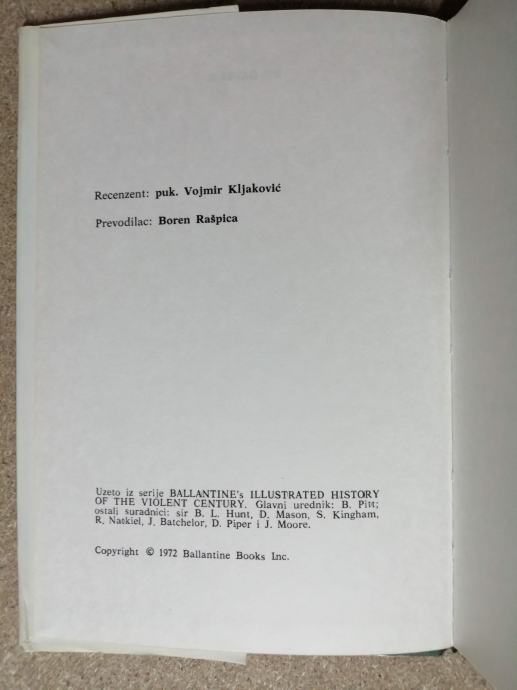 Recenzent: puk. Vojmir Kljaković
Prevodilac: Boren Rašpica
Uzeto iz serije BALLANTINE's ILLUSTRATED HISTORY
OF THE VIOLENT CENTURY. Glavni urednik: B. Pitt;
ostali suradnici: sir B. L. Hunt, D. Mason, S. Kingham,
R. Natkiel, J. Batchelor, D. Piper i J. Moore.
Copyright © 1972 Ballantine Books Inc.